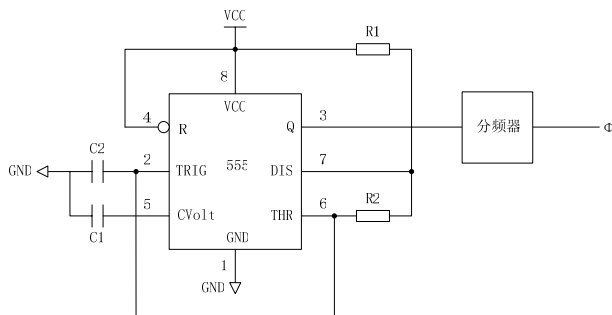 VCC
R1
8
VCC
4
R
Q
3
分频器
Φ
C2
2
TRIG
555
DIS
7
GND
5
CVolt
THR
6
R2
C1
GND
1
GND